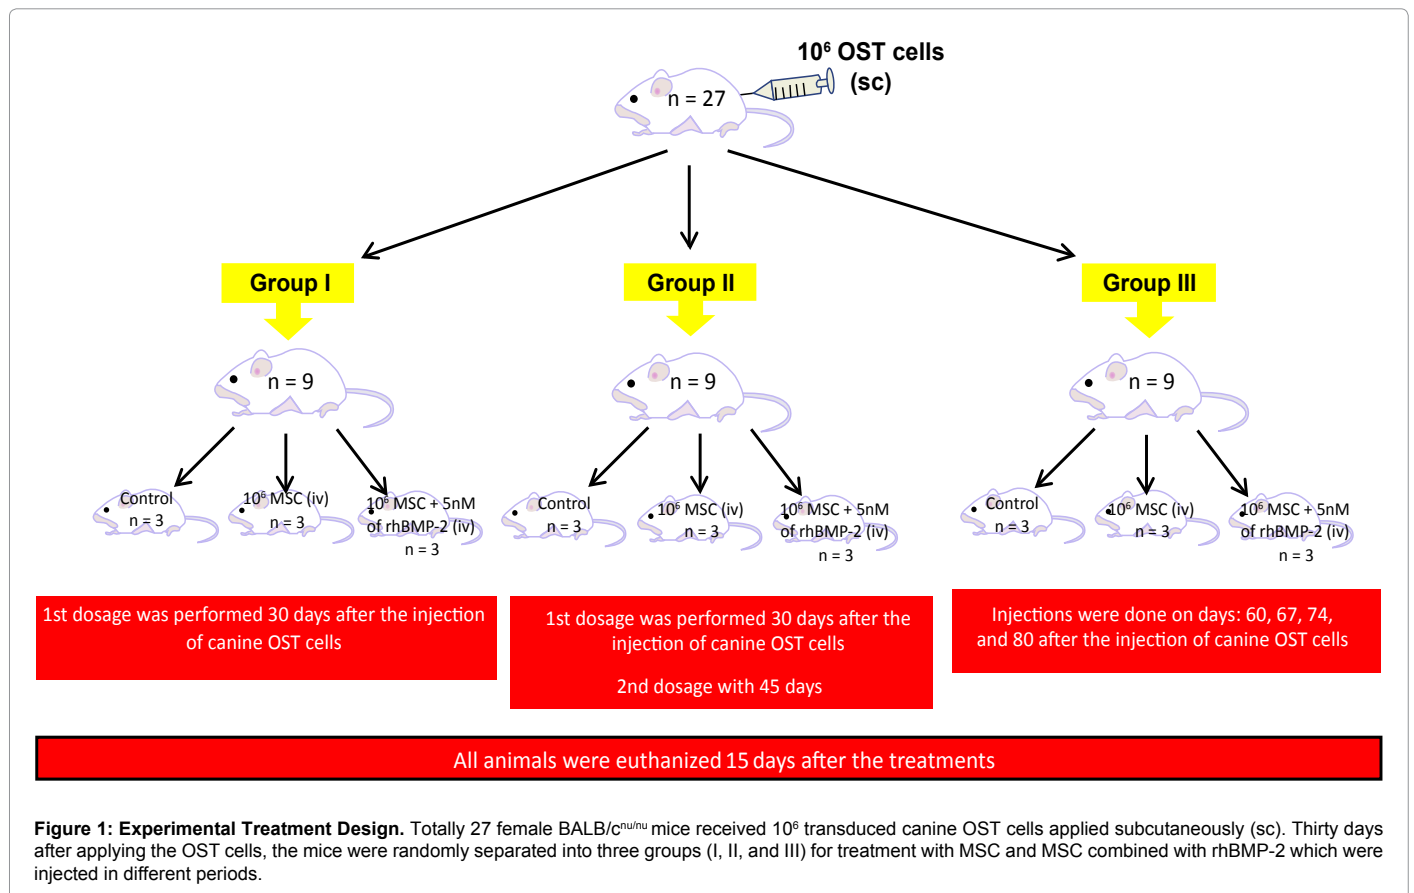 10⁶ OST cells
(sc)
n = 27
Group I
Group II
Group III
n = 9
n = 9
n = 9
Control
n = 3
10⁶ MSC (iv)
n = 3
10⁶ MSC + 5nM
of rhBMP-2 (iv)
n = 3
Control
n = 3
10⁶ MSC (iv)
n = 3
10⁶ MSC + 5nM
of rhBMP-2 (iv)
n = 3
Control
n = 3
10⁶ MSC (iv)
n = 3
10⁶ MSC + 5nM
of rhBMP-2 (iv)
n = 3
1st dosage was performed 30 days after the injection
of canine OST cells
1st dosage was performed 30 days after the
injection of canine OST cells
2nd dosage with 45 days
Injections were done on days: 60, 67, 74,
and 80 after the injection of canine OST cells
All animals were euthanized 15 days after the treatments
Figure 1: Experimental Treatment Design. Totally 27 female BALB/cⁿᵘ/ⁿᵘ mice received 10⁶ transduced canine OST cells applied subcutaneously (sc). Thirty days
after applying the OST cells, the mice were randomly separated into three groups (I, II, and III) for treatment with MSC and MSC combined with rhBMP-2 which were
injected in different periods.